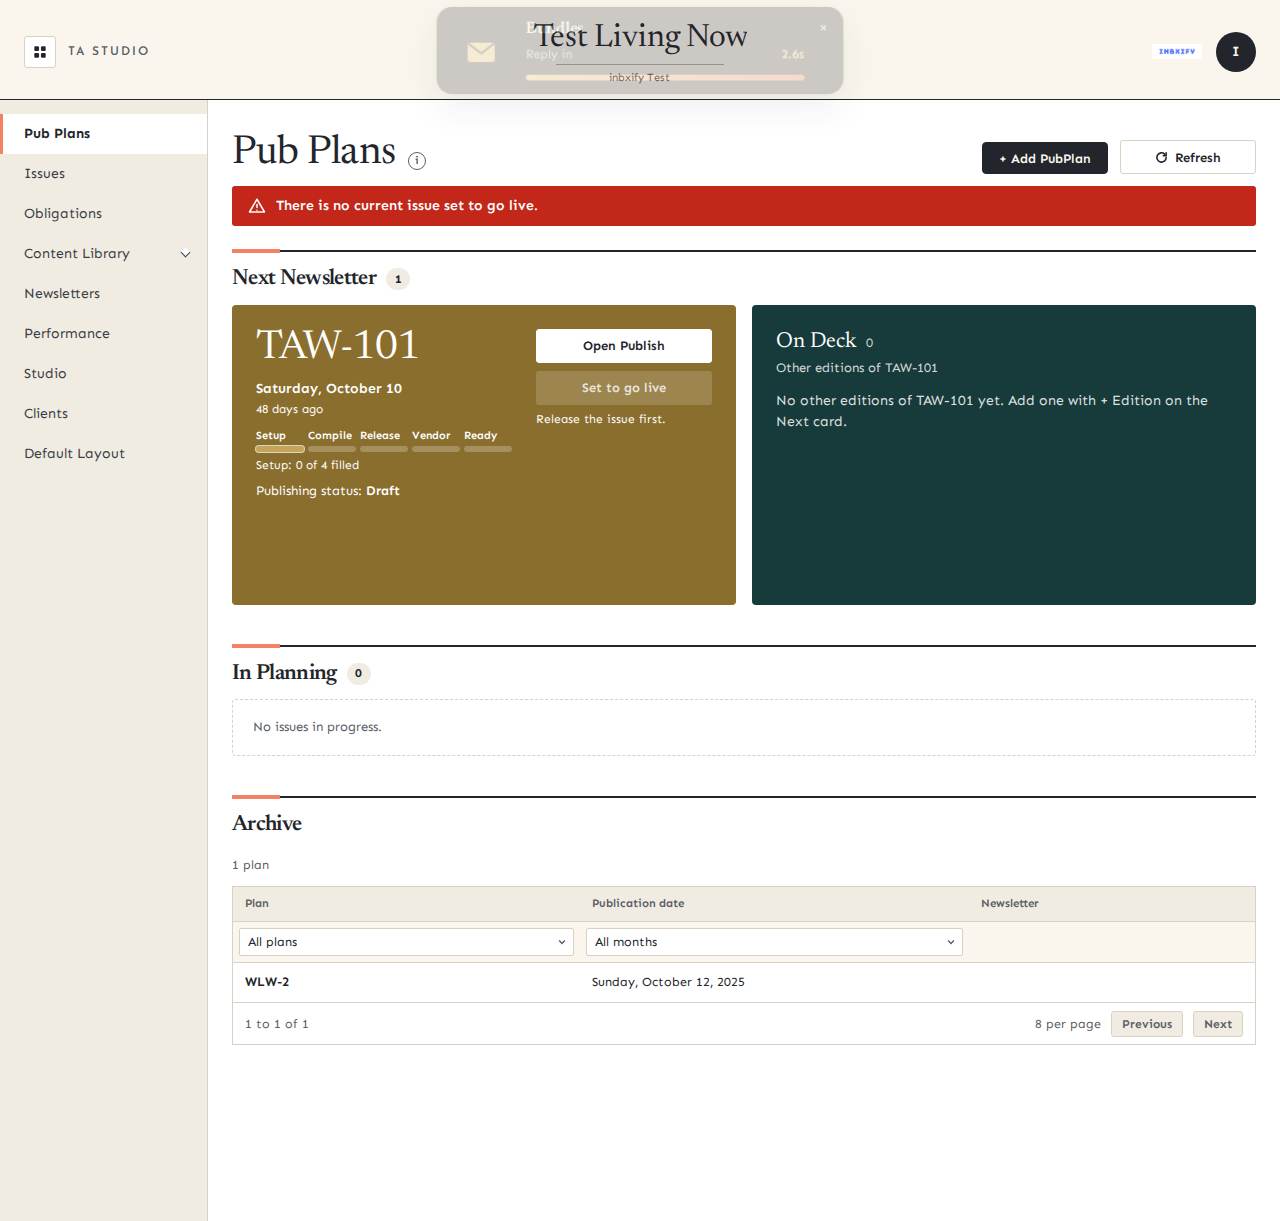 TA STUDIO
Bundles
Test Living Now
×
Reply in
2.6s
inbxify Test
INBXIFY
I
Pub Plans
Issues
Obligations
Content Library
Newsletters
Performance
Studio
Clients
Default Layout
Pub Plans
i
+ Add PubPlan
Refresh
There is no current issue set to go live.
Next Newsletter 1
TAW-101
Saturday, October 10
48 days ago
Setup Compile Release Vendor Ready
Setup: 0 of 4 filled
Publishing status: Draft
Open Publish
Set to go live
Release the issue first.
On Deck 0
Other editions of TAW-101
No other editions of TAW-101 yet. Add one with + Edition on the
Next card.
In Planning 0
No issues in progress.
Archive
1 plan
Plan Publication date Newsletter
All plans All months
WLW-2 Sunday, October 12, 2025
1 to 1 of 1 8 per page Previous Next